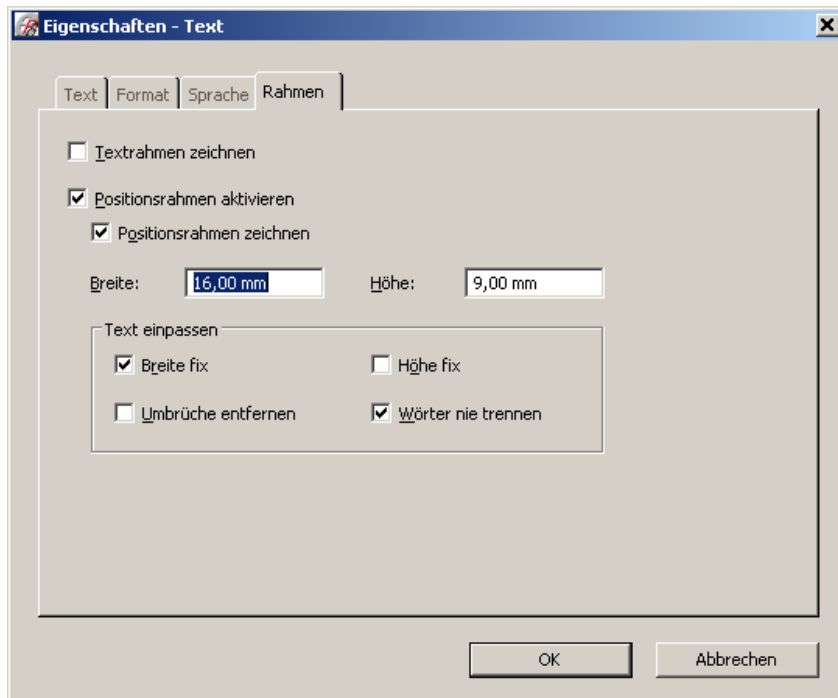 Eigenschaften - Text
Text Format Sprache Rahmen
Textrahmen zeichnen
Positionsrahmen aktivieren
Positionsrahmen zeichnen
Breite: 16,00 mm Höhe: 9,00 mm
Text einpassen
Breite fix Höhe fix
Umbrüche entfernen Wörter nie trennen
OK Abbrechen